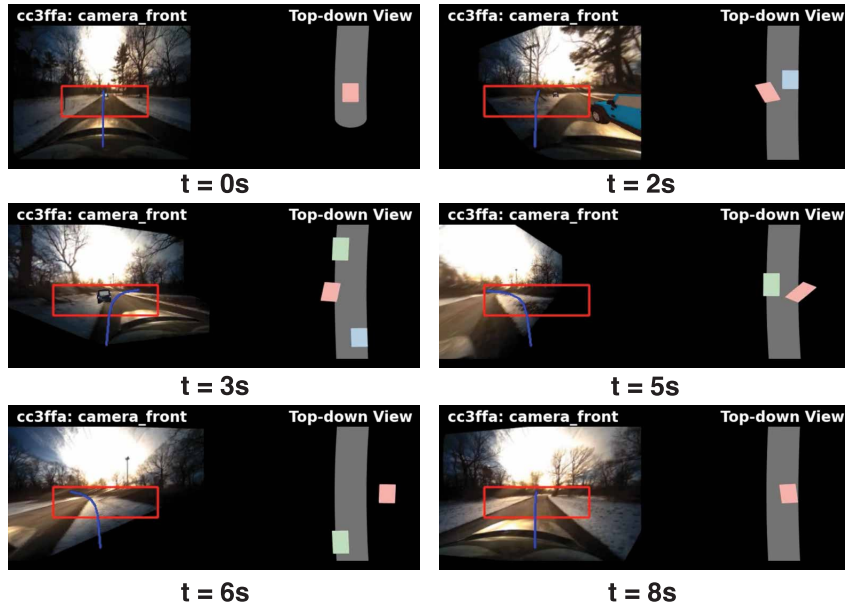 cc3ffa: camera_front Top-down View
cc3ffa: camera_front Top-down View
t = 0s
t = 2s
cc3ffa: camera_front Top-down View
cc3ffa: camera_front Top-down View
t = 3s
t = 5s
cc3ffa: camera_front Top-down View
cc3ffa: camera_front Top-down View
t = 6s
t = 8s